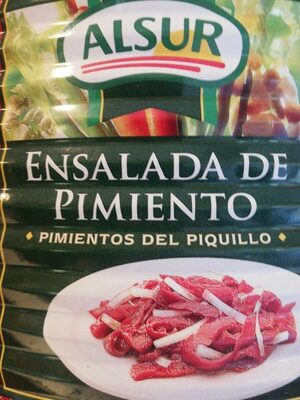 ALSUR
ENSALADA DE
PIMIENTO
• PIMIENTOS DEL PIQUILLO •